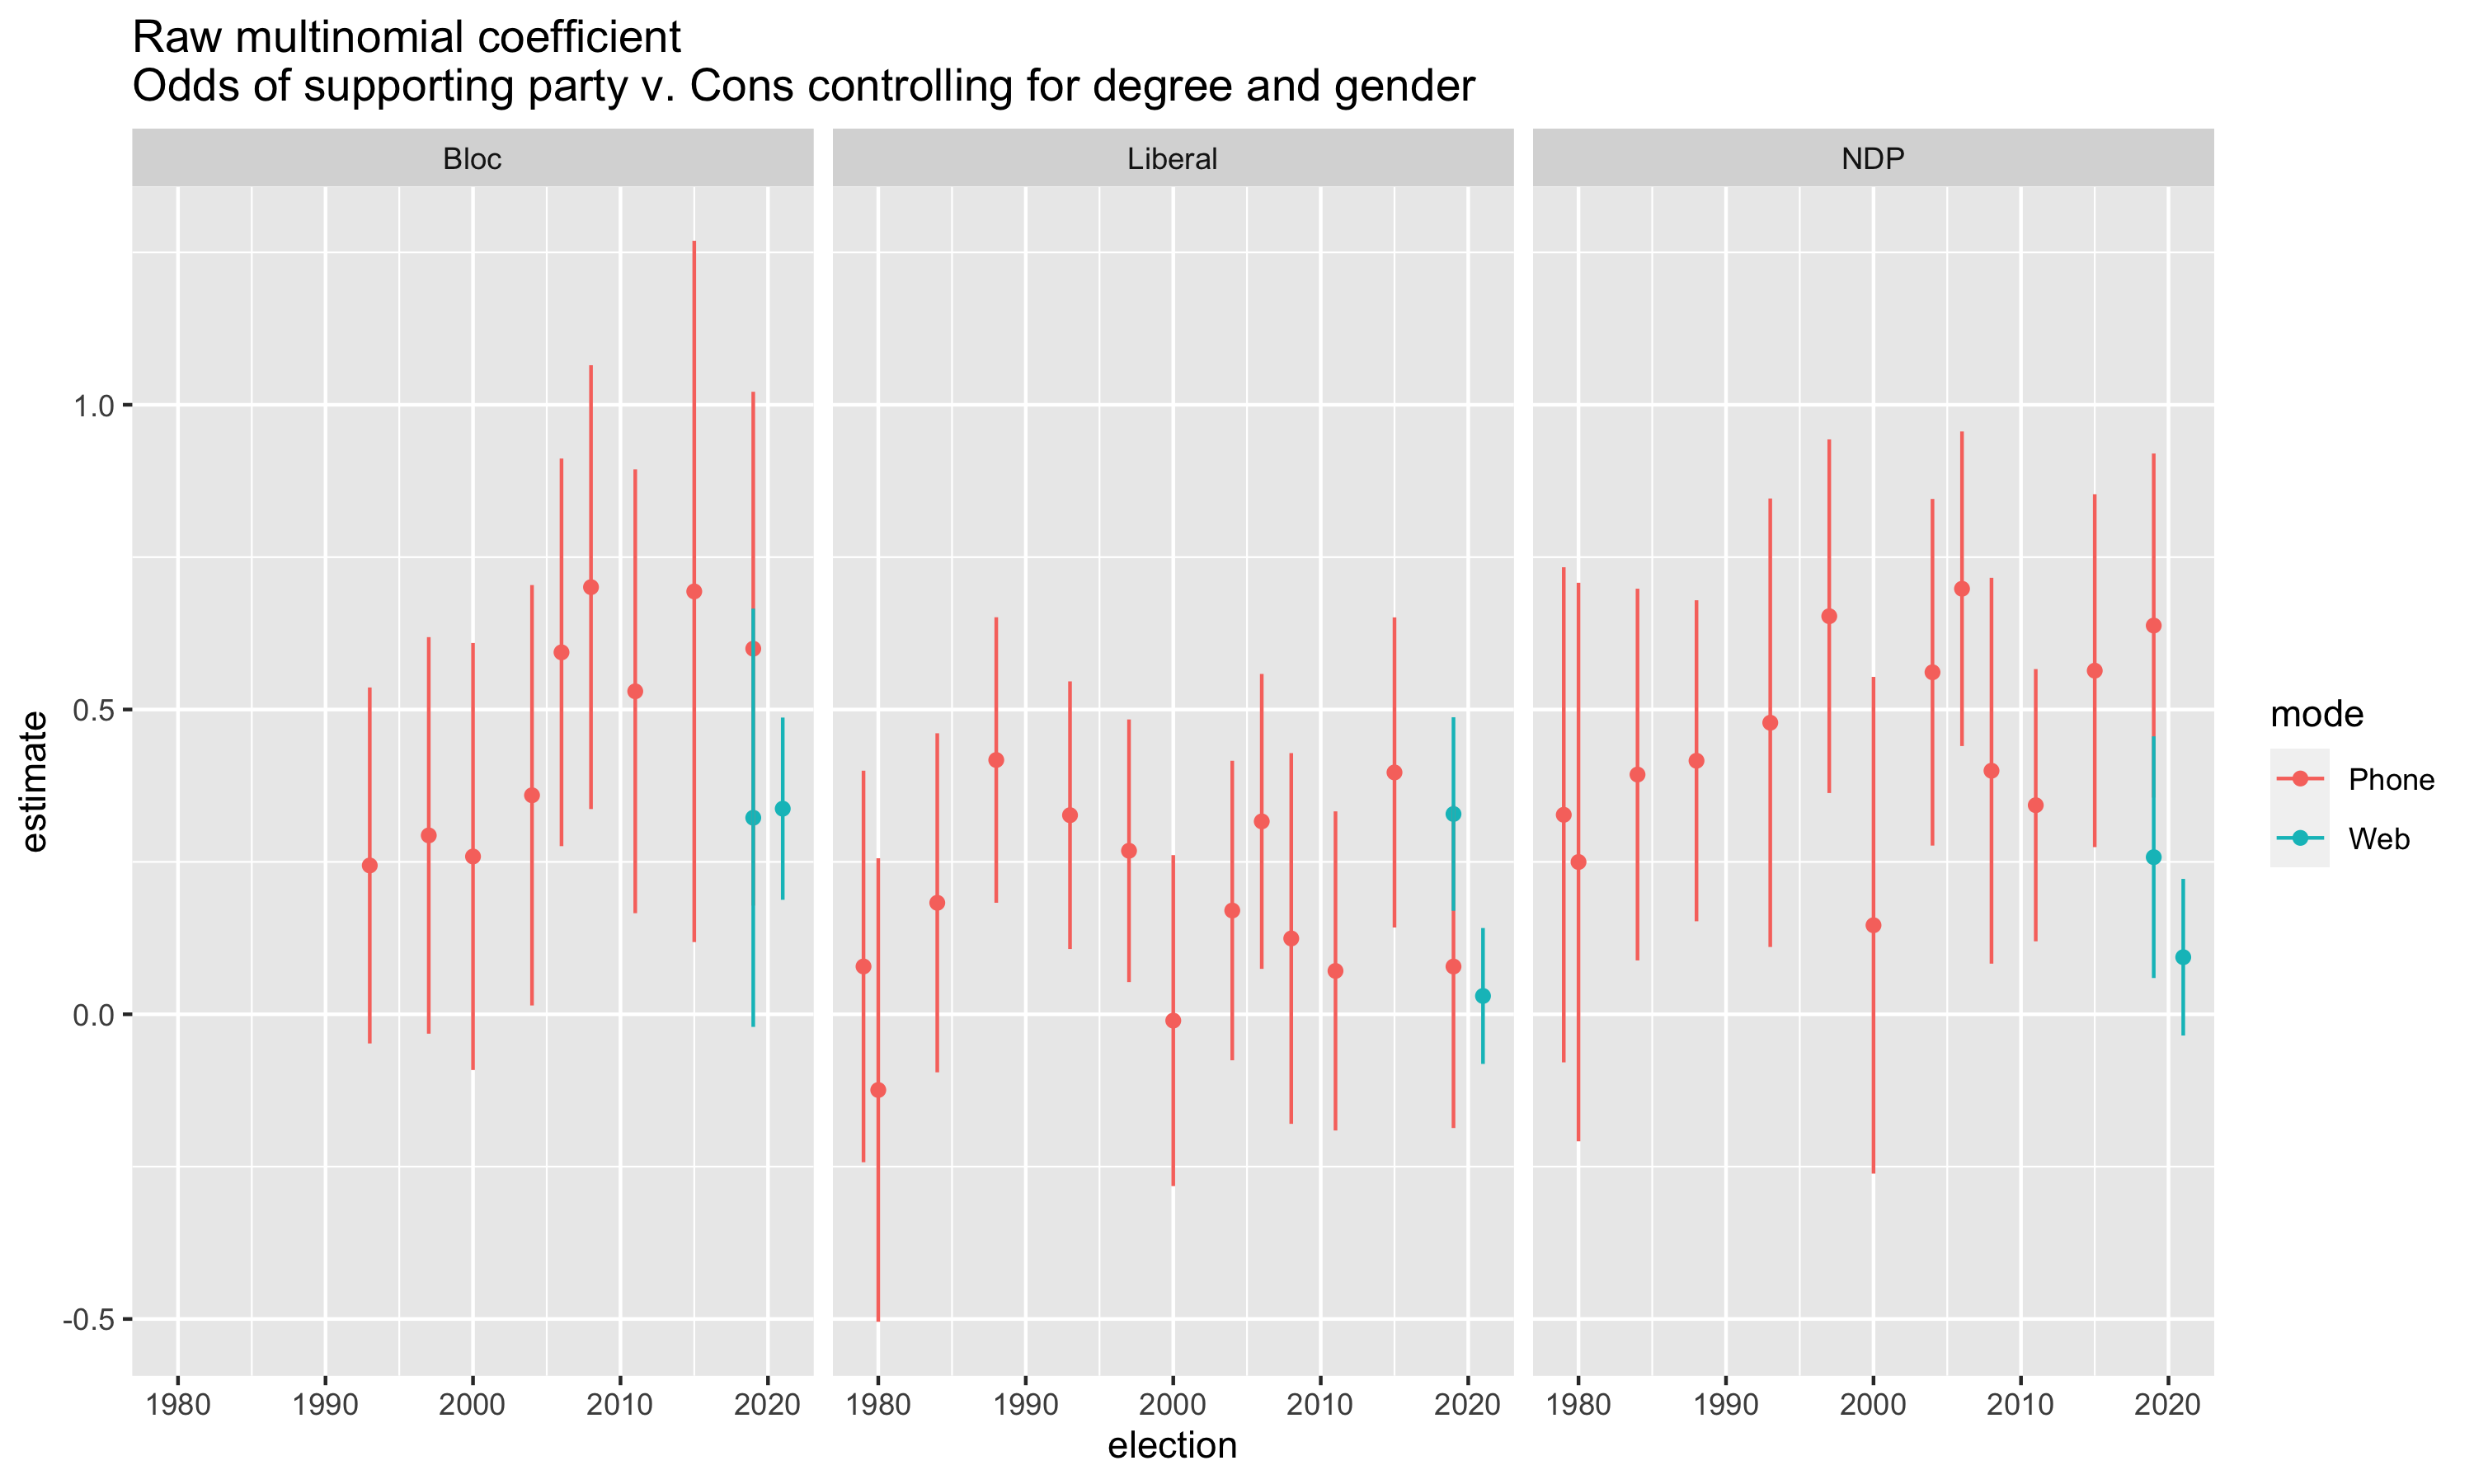 Raw multinomial coefficient
Odds of supporting party v. Cons controlling for degree and gender
Bloc
Liberal
NDP
1.0
0.5
0.0
-0.5
estimate
1980 1990 2000 2010 2020
1980 1990 2000 2010 2020
1980 1990 2000 2010 2020
election
mode
Phone
Web